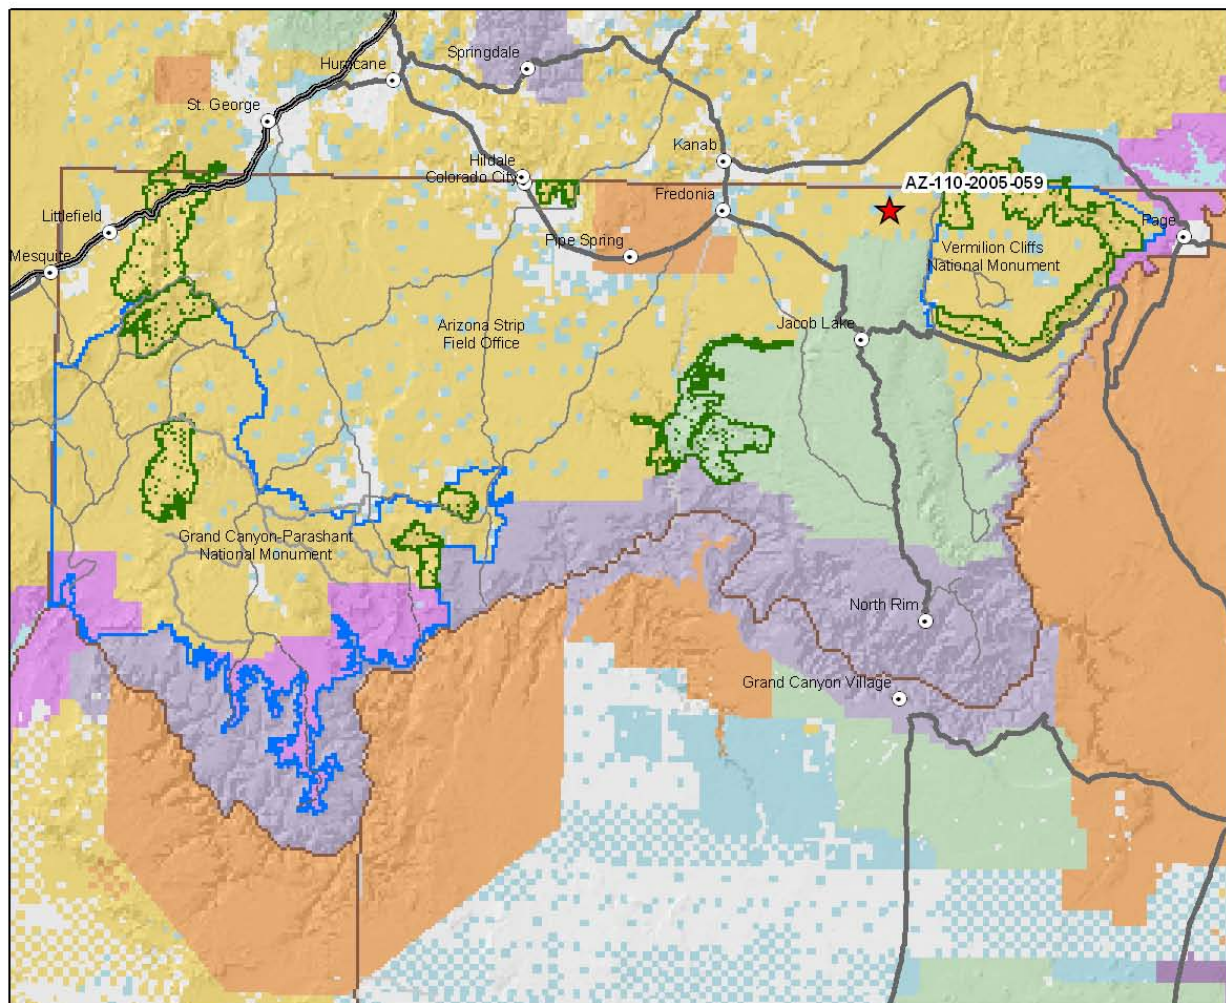 Springdale
Hurricane
St. George
Kanab
Hildale
Colorado City
AZ-110-2005-059
Fredonia
Littlefield
Page
Pipe Spring
Vermilion Cliffs
National Monument
Mesquite
Jacob Lake
Arizona Strip
Field Office
Grand Canyon-Parashant
National Monument
North Rim
Grand Canyon Village